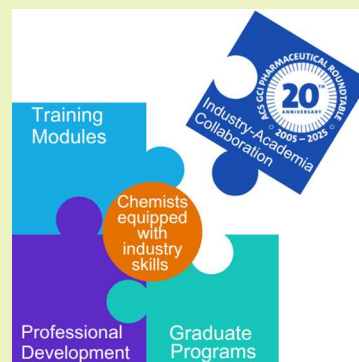 Training
Modules
ACS GCI PHARMACEUTICAL ROUNDTABLE
20TH
ANNIVERSARY
2005 – 2025
Industry-Academia
Collaboration
Chemists
equipped
with
industry
skills
Professional
Development
Graduate
Programs